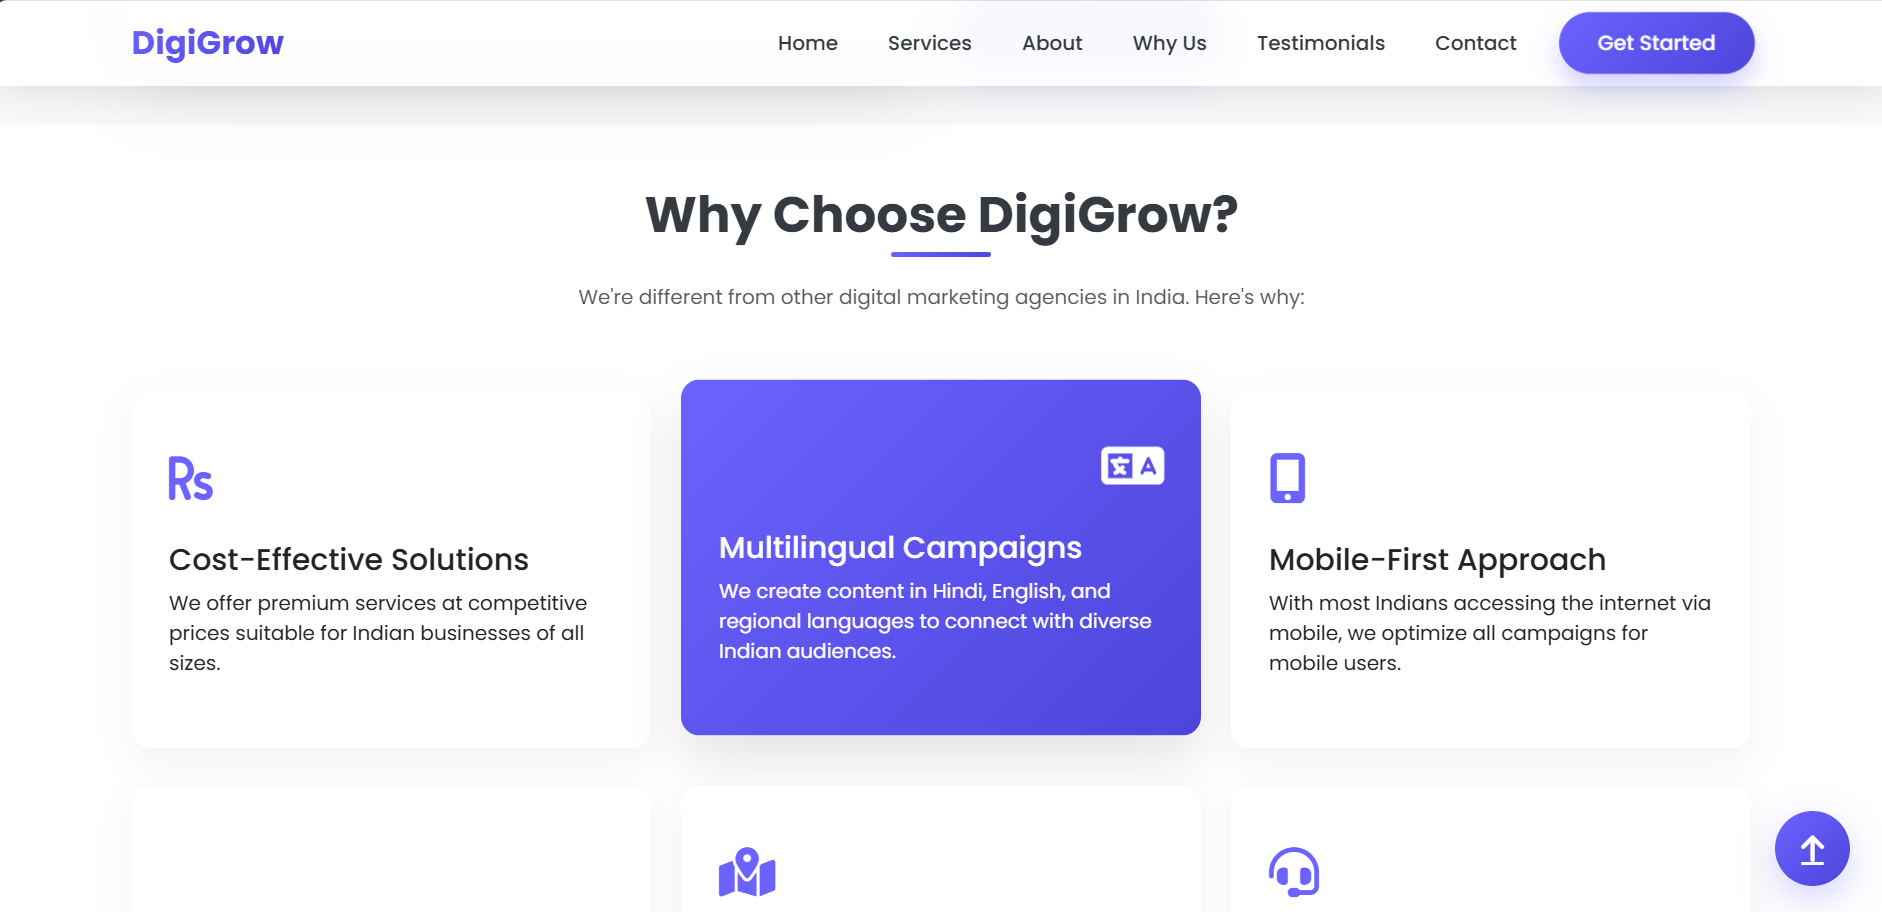 DigiGrow
Home Services About Why Us Testimonials Contact Get Started
Why Choose DigiGrow?
We're different from other digital marketing agencies in India. Here's why:
Rs
Cost-Effective Solutions
We offer premium services at competitive
prices suitable for Indian businesses of all
sizes.
A
Multilingual Campaigns
We create content in Hindi, English, and
regional languages to connect with diverse
Indian audiences.
Mobile-First Approach
With most Indians accessing the internet via
mobile, we optimize all campaigns for
mobile users.